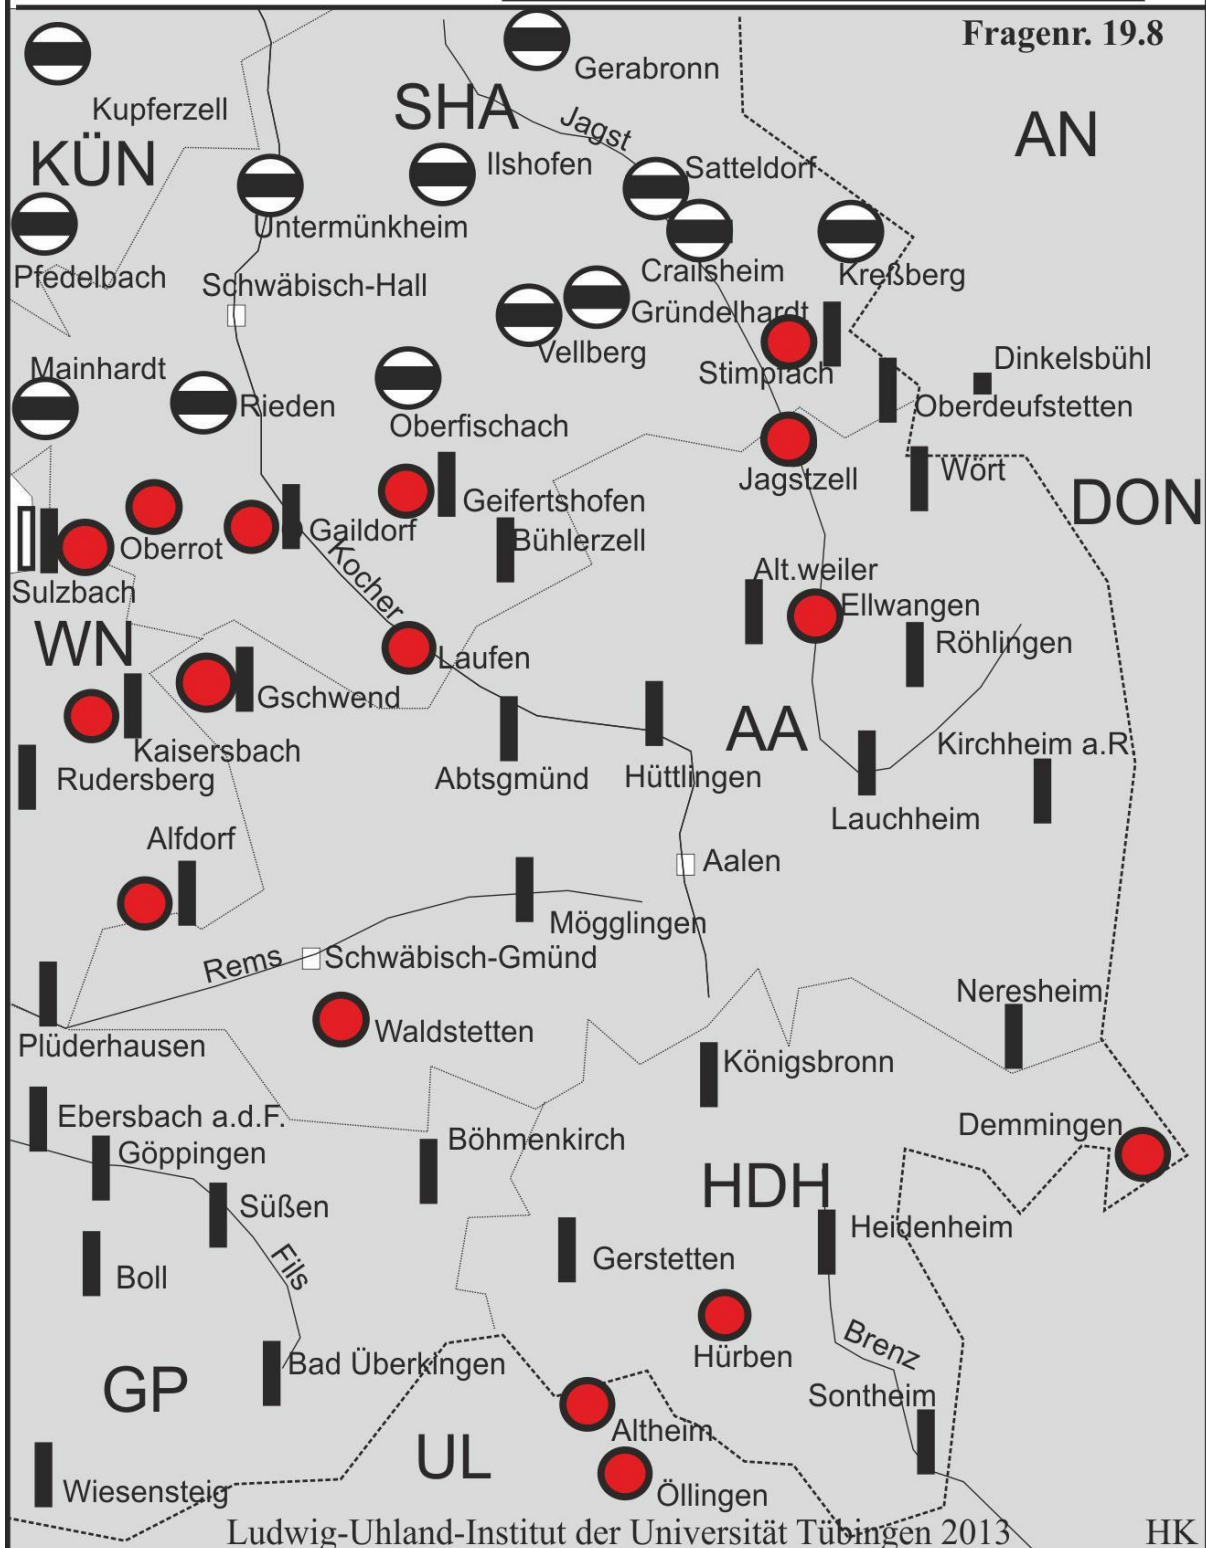 Fragenr. 19.8
Gerabronn
Kupferzell
SHA
Jagst
AN
KÜN
Ilshofen
Satteldorf
Untermünkheim
Pfedelbach
Schwäbisch-Hall
Crailsheim
Kreßberg
Gründelhardt
Vellberg
Mainhardt
Stimpfach
Dinkelsbühl
Rieden
Oberfischach
Oberdeufstetten
Jagstzell
Wört
DON
Geifertshofen
Gaildorf
Oberrot
Bühlerzell
Kocher
Sulzbach
Alt.weiler
Ellwangen
WN
Laufen
Röhlingen
Gschwend
AA
Kaisersbach
Kirchheim a.R
Rudersberg
Abtsgmünd
Hüttlingen
Lauchheim
Alfdorf
Aalen
Mögglingen
Rems
Schwäbisch-Gmünd
Neresheim
Waldstetten
Plüderhausen
Königsbronn
Ebersbach a.d.F.
Göppingen
Böhmenkirch
Demmingen
HDH
Süßen
Heidenheim
Gerstetten
Fils
Boll
Brenz
Hürben
Bad Überkingen
GP
Sontheim
Altheim
UL
Wiesensteig
Öllingen
Ludwig-Uhland-Institut der Universität Tübingen 2013
HK